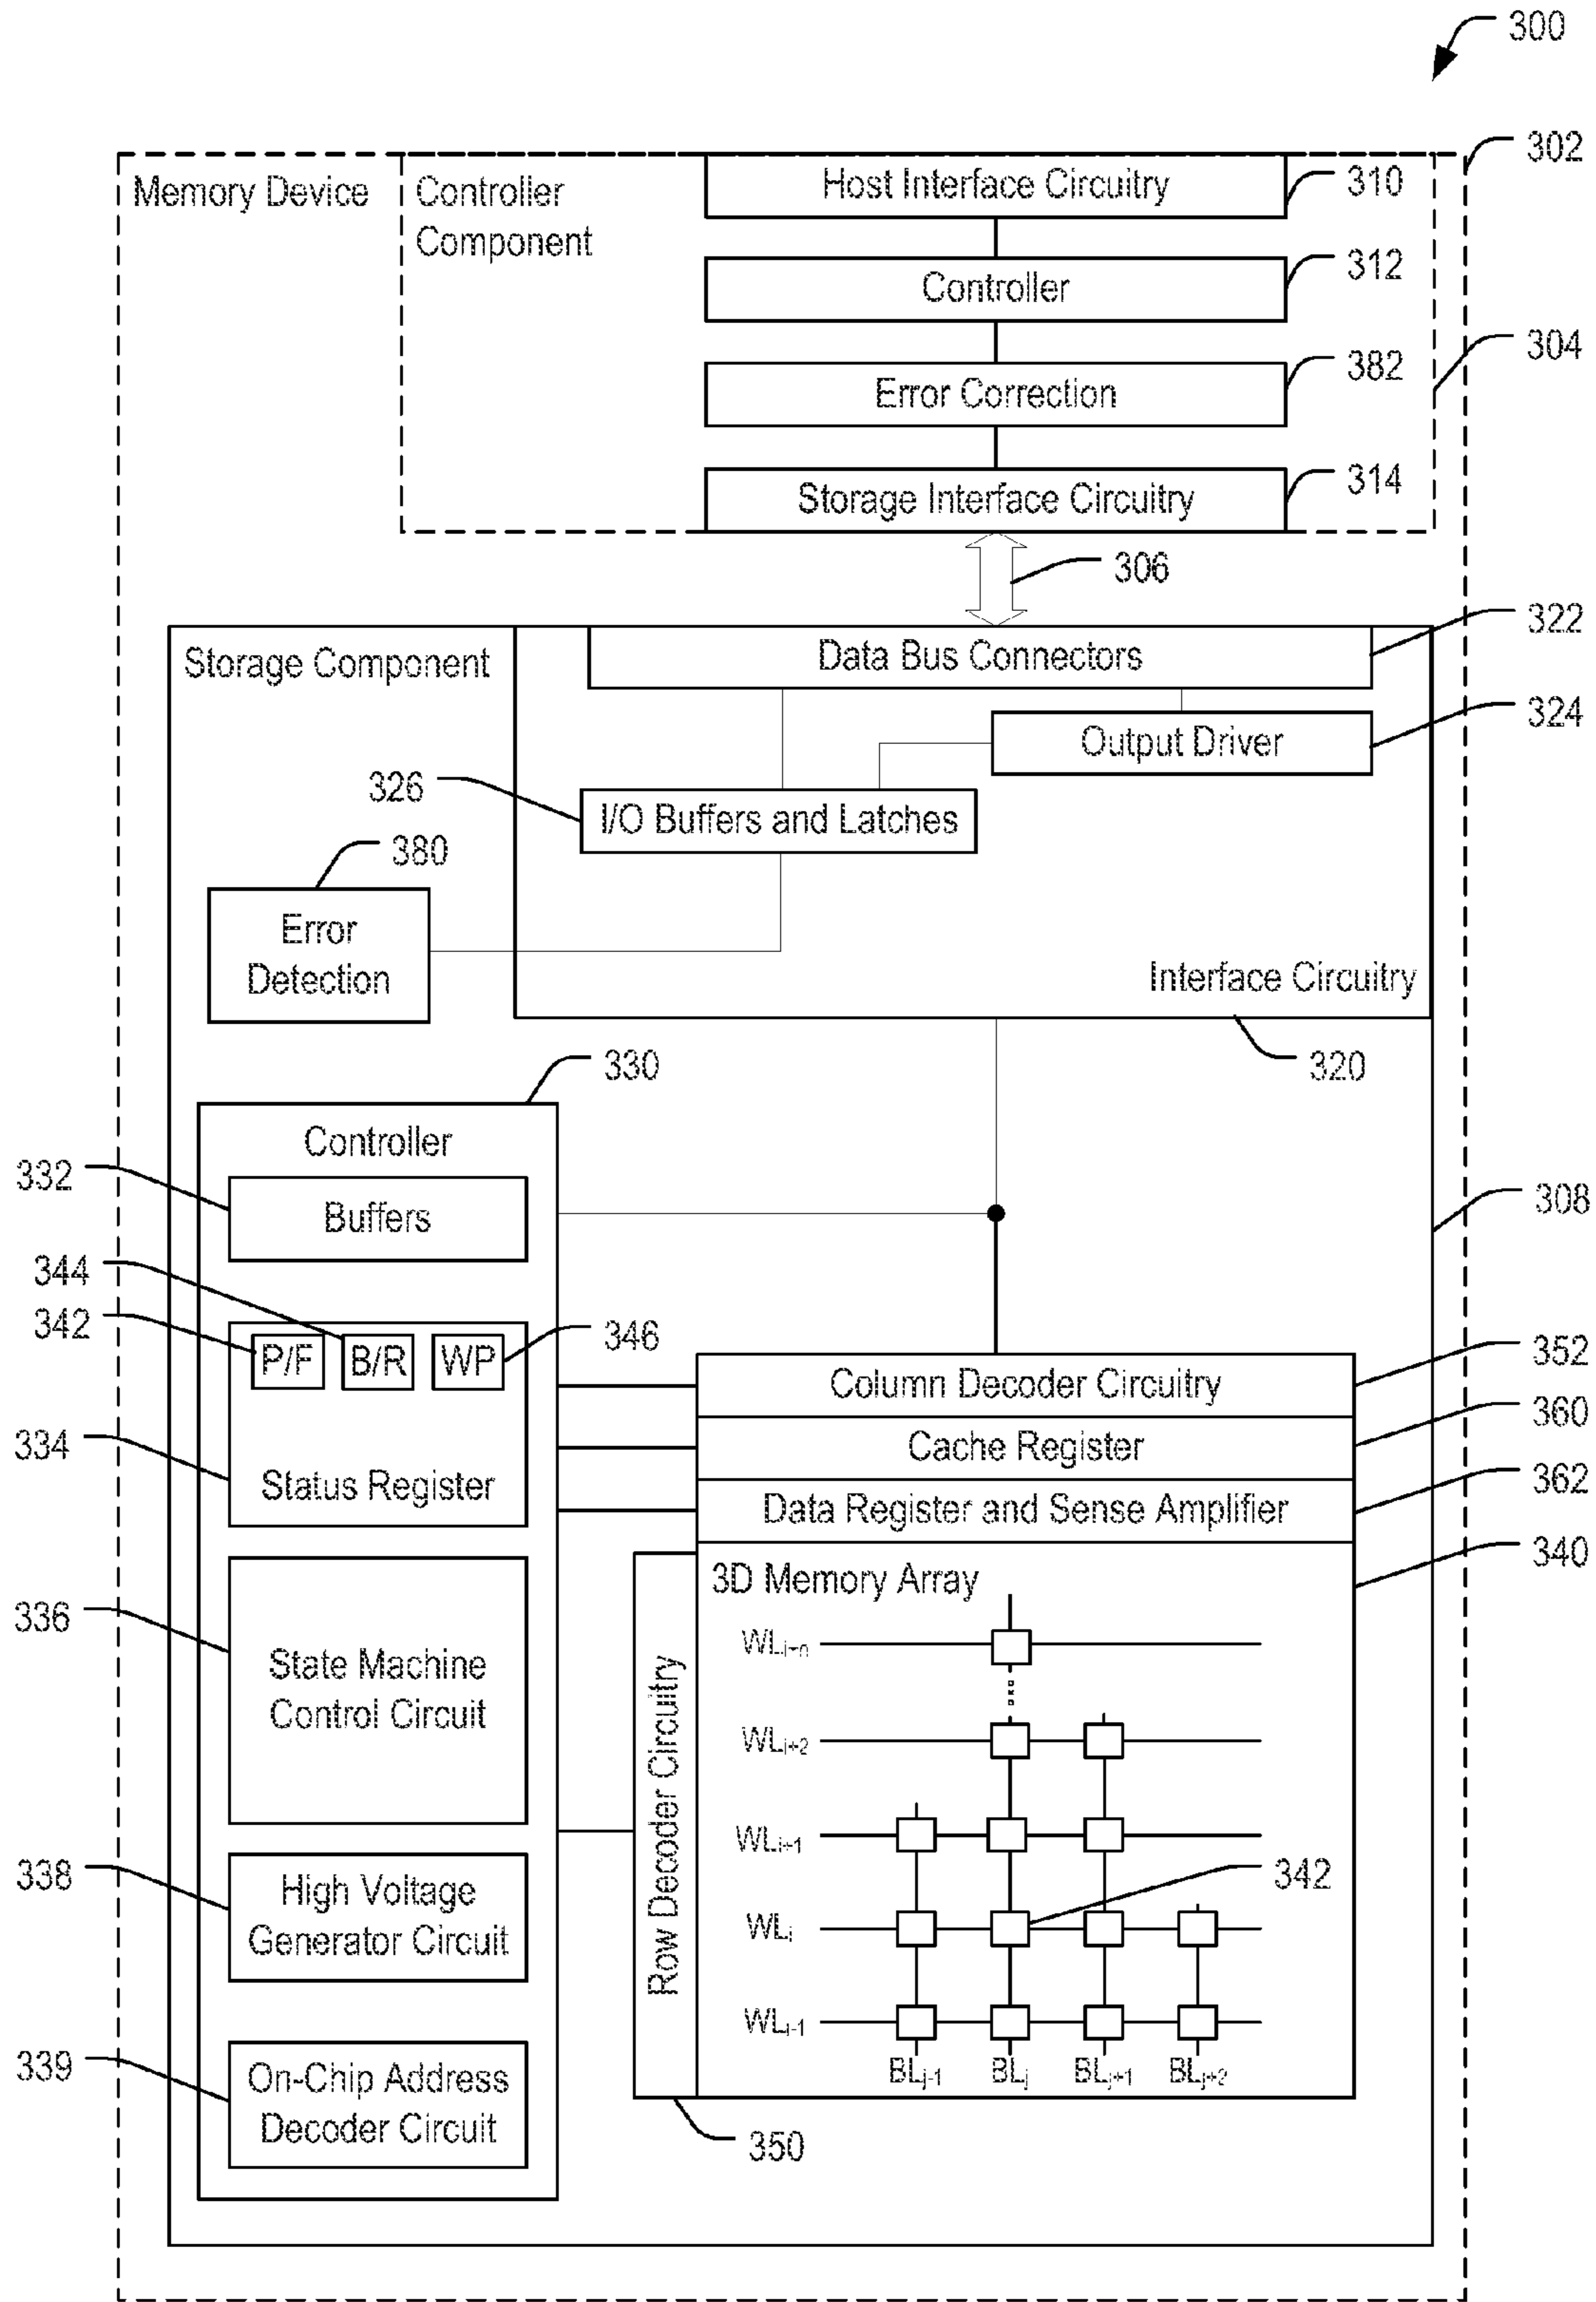 300
302
Memory Device
Controller
Component
Host Interface Circuitry
310
Controller
312
304
Error Correction
382
Storage Interface Circuitry
314
306
Storage Component
Data Bus Connectors
322
Output Driver
324
326
I/O Buffers and Latches
380
Error
Detection
Interface Circuitry
320
330
Controller
332
Buffers
308
344
342
P/F B/R WP
346
334
Status Register
Column Decoder Circuitry
352
Cache Register
360
Data Register and Sense Amplifier
362
340
336
State Machine
Control Circuit
Row Decoder Circuitry
3D Memory Array
WLi+n
WLi+2
WLi+1
342
WLi
WLi-1
BLj-1 BLj BLj+1 BLj+2
338
High Voltage
Generator Circuit
339
On-Chip Address
Decoder Circuit
350